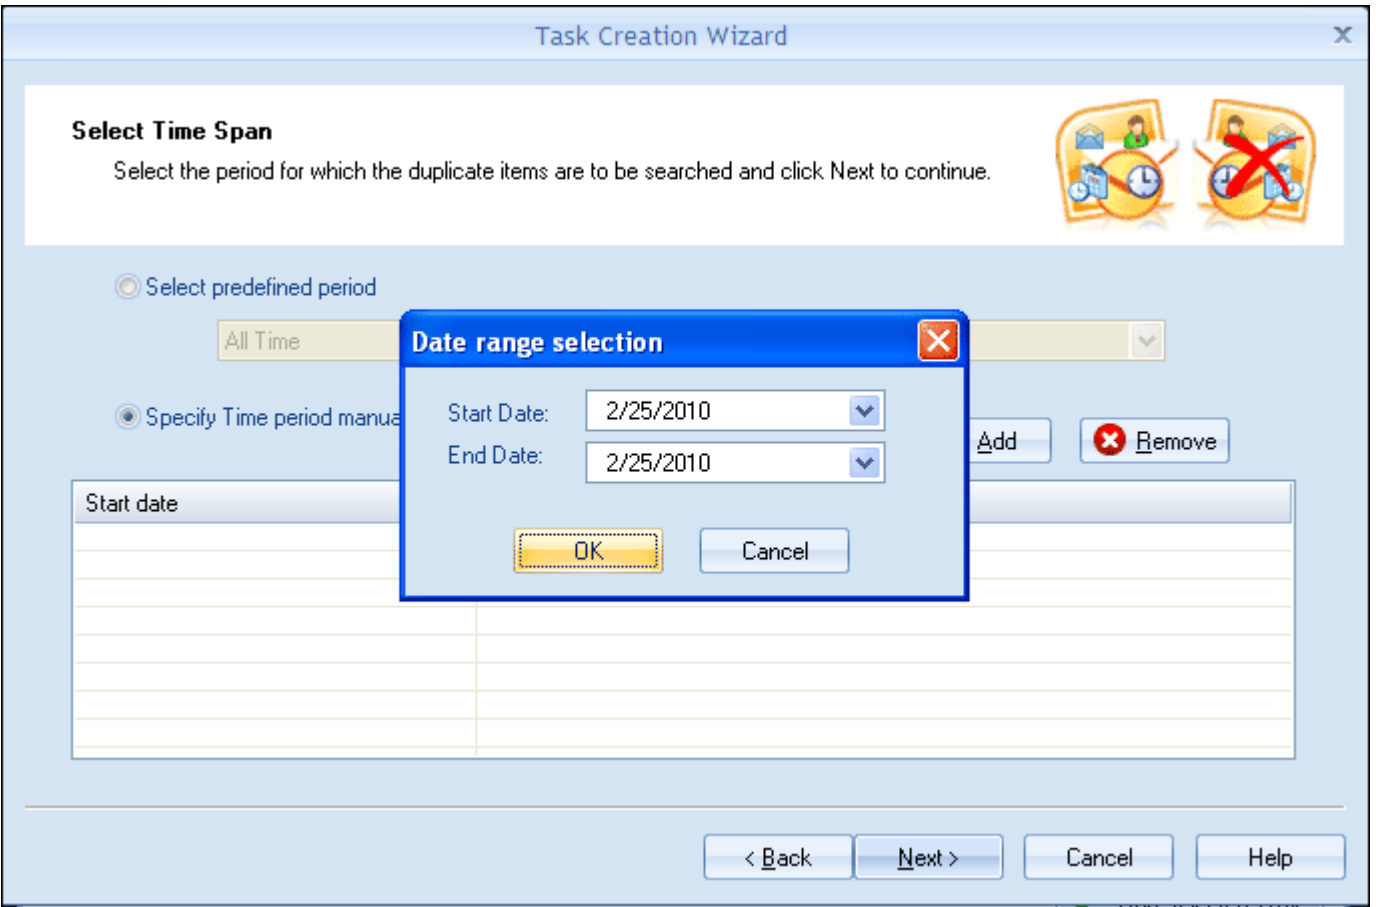 Task Creation Wizard
Select Time Span
Select the period for which the duplicate items are to be searched and click Next to continue.
Select predefined period
All Time
Date range selection
Start Date: 2/25/2010
End Date: 2/25/2010
OK Cancel
Specify Time period
Add Remove
Start date
< Back Next > Cancel Help